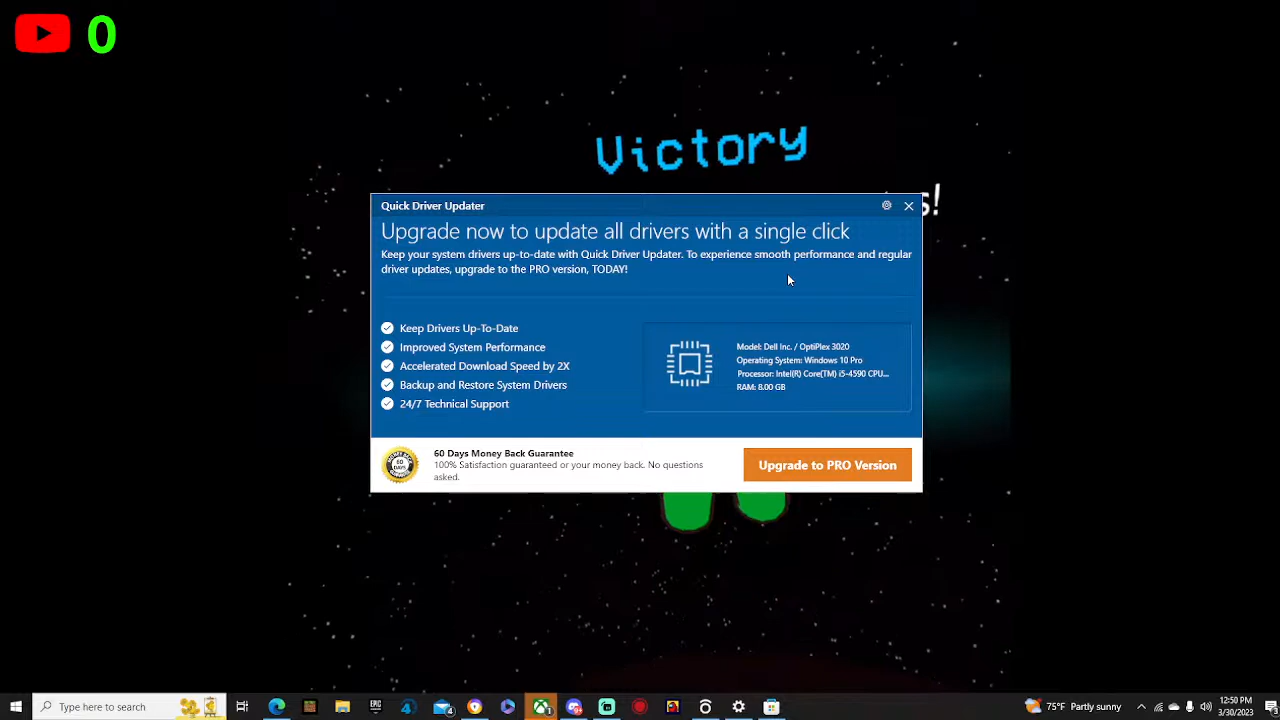 0
Victory
s!
Quick Driver Updater
Upgrade now to update all drivers with a single click
Keep your system drivers up-to-date with Quick Driver Updater. To experience smooth performance and regular
driver updates, upgrade to the PRO version, TODAY!
Keep Drivers Up-To-Date
Improved System Performance
Accelerated Download Speed by 2X
Backup and Restore System Drivers
24/7 Technical Support
Model: Dell Inc. / OptiPlex 3020
Operating System: Windows 10 Pro
Processor: Intel(R) Core(TM) i5-4590 CPU...
RAM: 8.00 GB
60 Days Money Back Guarantee
100% Satisfaction guaranteed or your money back. No questions
asked.
Upgrade to PRO Version
Type here to search
75°F Partly sunny
12:50 PM
3/30/2023